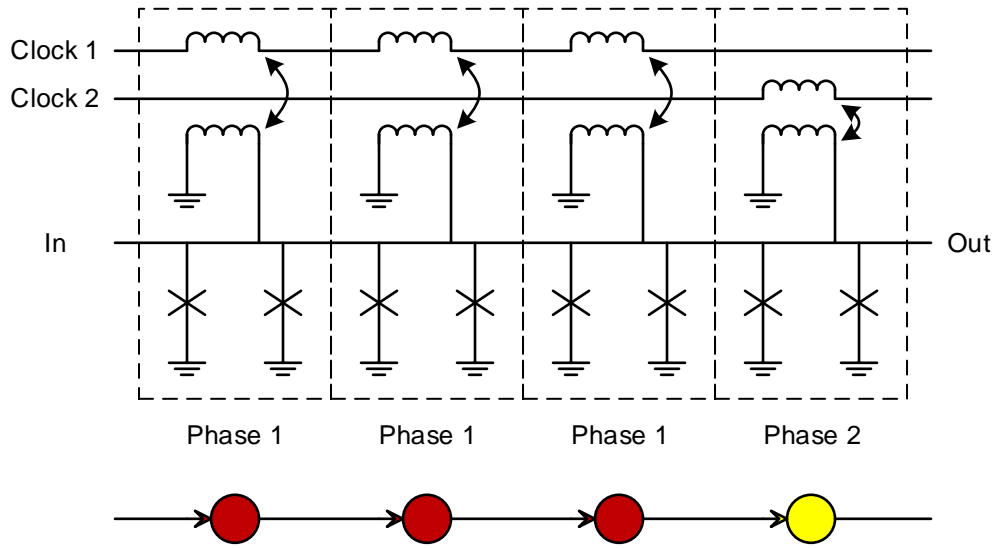 Clock 1
Clock 2
In
Out
Phase 1 Phase 1 Phase 1 Phase 2